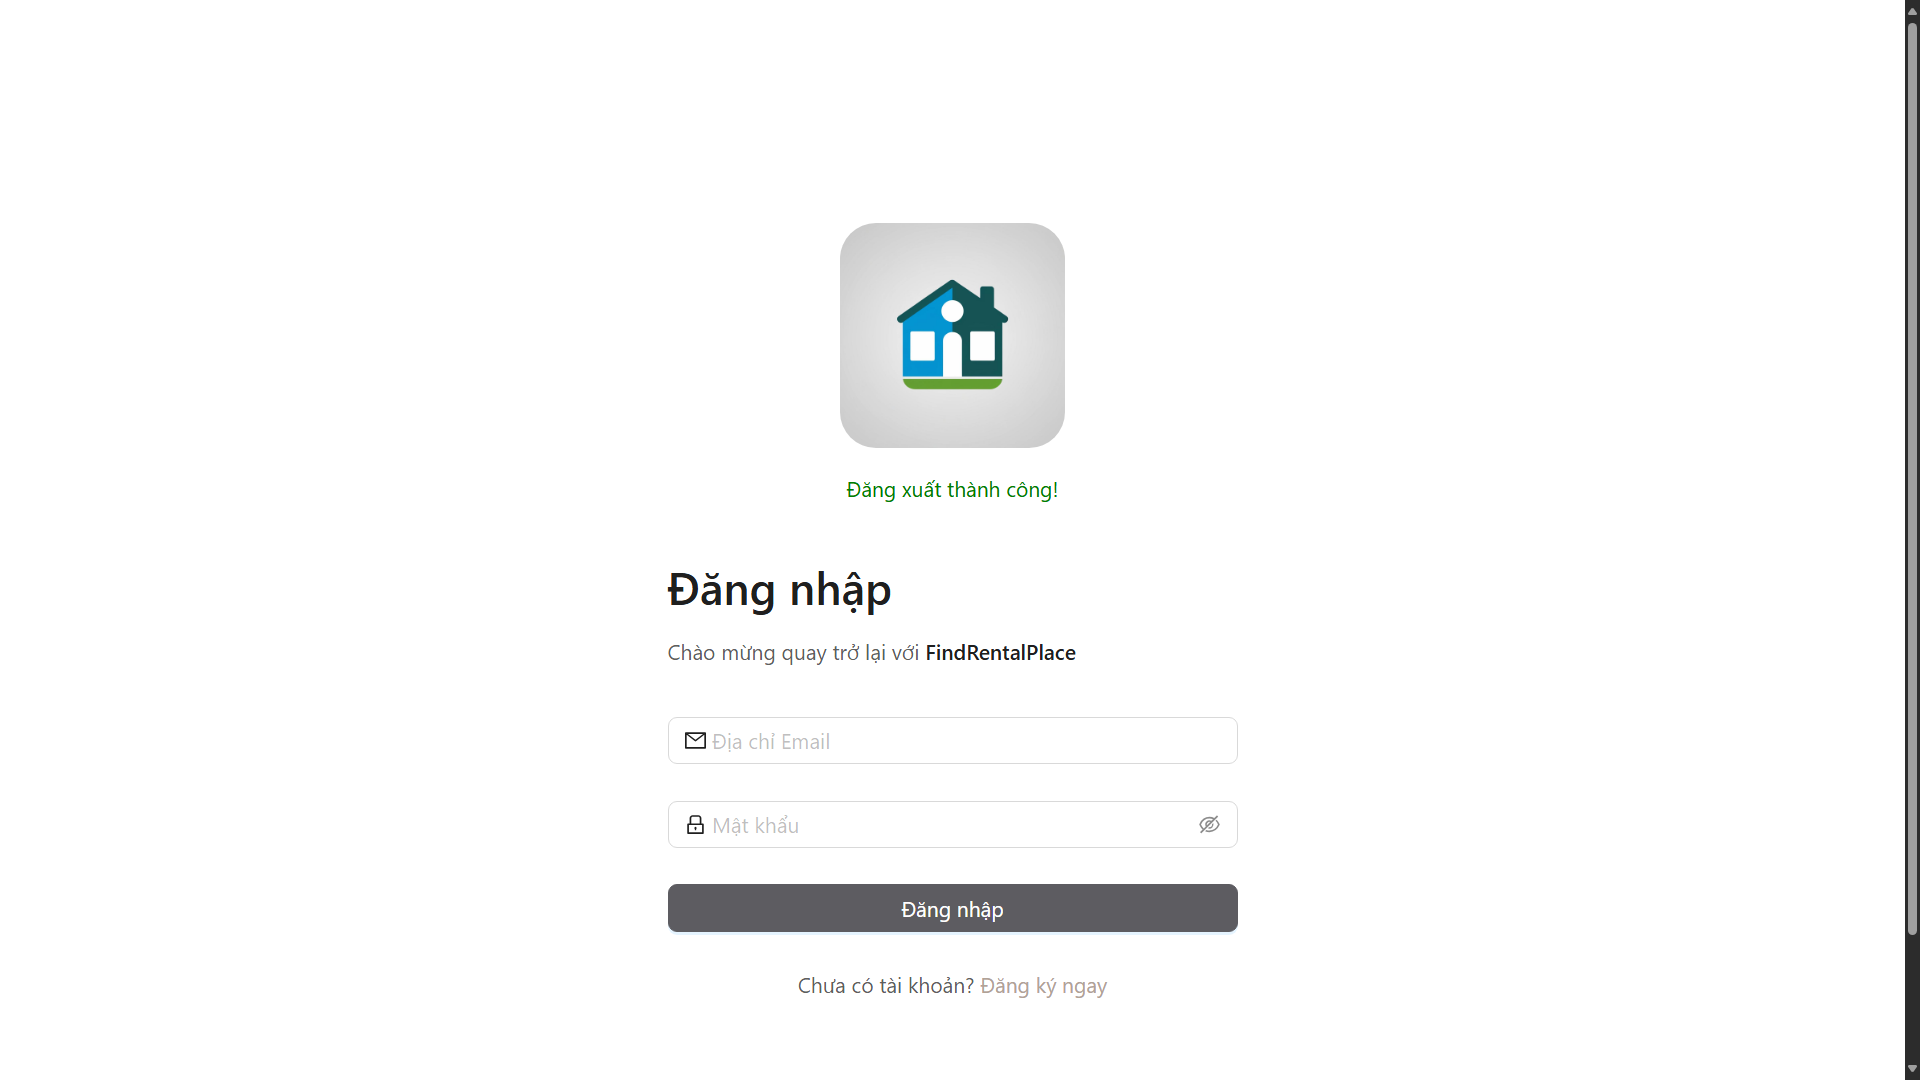 Đăng xuất thành công!
Đăng nhập
Chào mừng quay trở lại với FindRentalPlace
Địa chỉ Email
Mật khẩu
Đăng nhập
Chưa có tài khoản? Đăng ký ngay